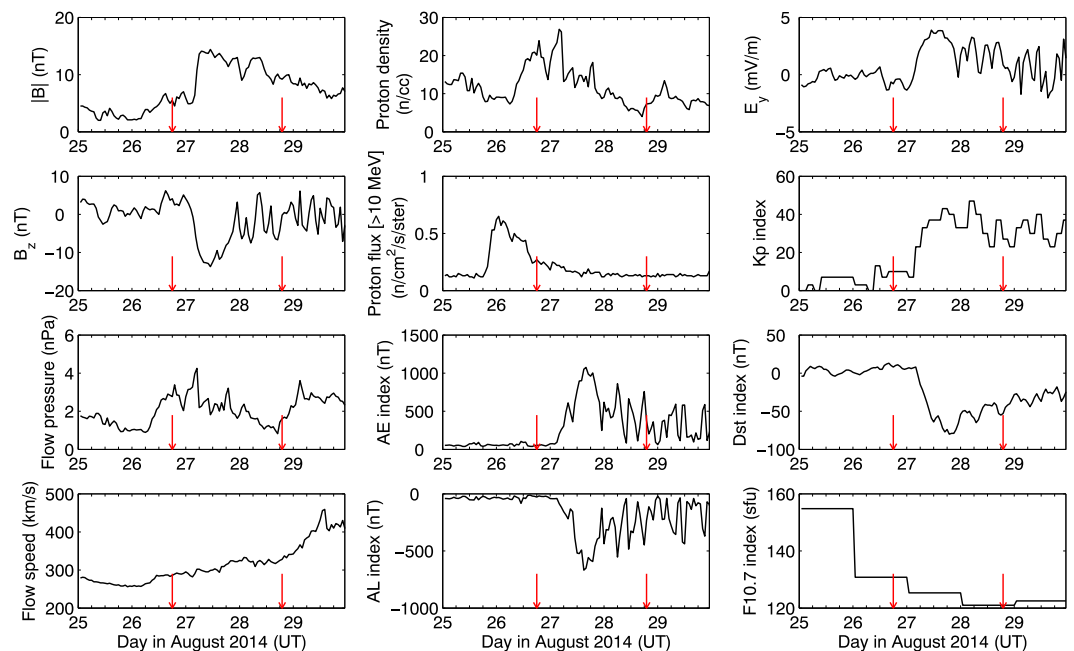 |B| (nT)
20
10
0
25 26 27 28 29
Proton density
(n/cc)
30
20
10
0
25 26 27 28 29
E_y (mV/m)
5
0
−5
25 26 27 28 29
B_z (nT)
10
0
−10
−20
25 26 27 28 29
Proton flux [>10 MeV]
(n/cm²/s/ster)
1
0.5
0
25 26 27 28 29
Kp index
60
40
20
0
25 26 27 28 29
Flow pressure (nPa)
6
4
2
0
25 26 27 28 29
AE index (nT)
1500
1000
500
0
25 26 27 28 29
Dst index (nT)
50
0
−50
−100
25 26 27 28 29
Flow speed (km/s)
500
400
300
200
25 26 27 28 29
Day in August 2014 (UT)
AL index (nT)
0
−500
−1000
25 26 27 28 29
Day in August 2014 (UT)
F10.7 index (sfu)
160
140
120
25 26 27 28 29
Day in August 2014 (UT)